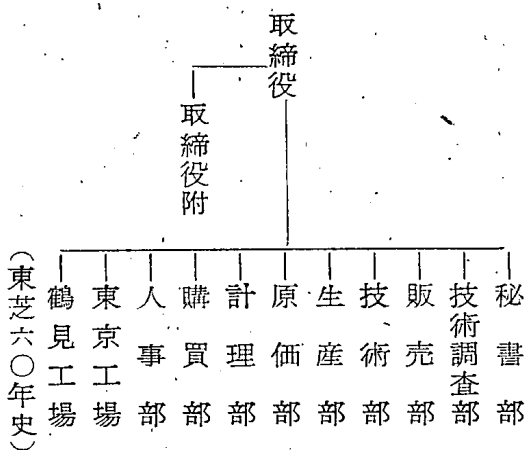 取締役
取締役附
秘書部
技術調査部
販売部
技術部
生産部
原価部
計理部
購買部
人事部
東京工場
鶴見工場
(東芝六〇年史)